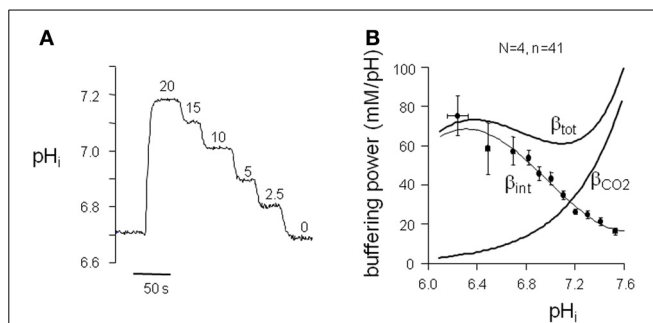 A
20
15
10
5
2.5
0
7.2
7.0
6.8
6.6
pHi
50 s
B
N=4, n=41
buffering power (mM/pH)
100
80
60
40
20
0
βtot
βint
βCO2
6.0 6.4 6.8 7.2 7.6
pHi